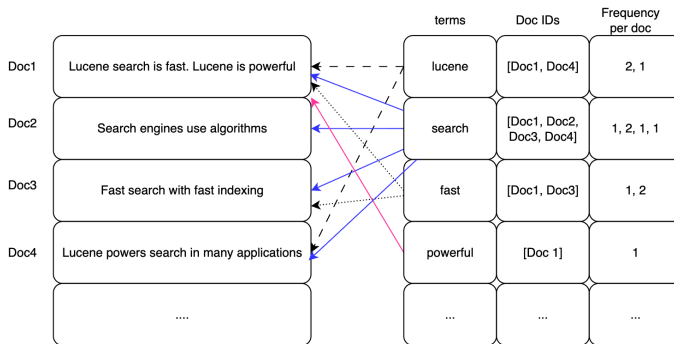 terms
Doc IDs
Frequency
per doc
Doc1
Lucene search is fast. Lucene is powerful
lucene
[Doc1, Doc4]
2, 1
Doc2
Search engines use algorithms
search
[Doc1, Doc2,
Doc3, Doc4]
1, 2, 1, 1
Doc3
Fast search with fast indexing
fast
[Doc1, Doc3]
1, 2
Doc4
Lucene powers search in many applications
powerful
[Doc 1]
1
....
...
...
...